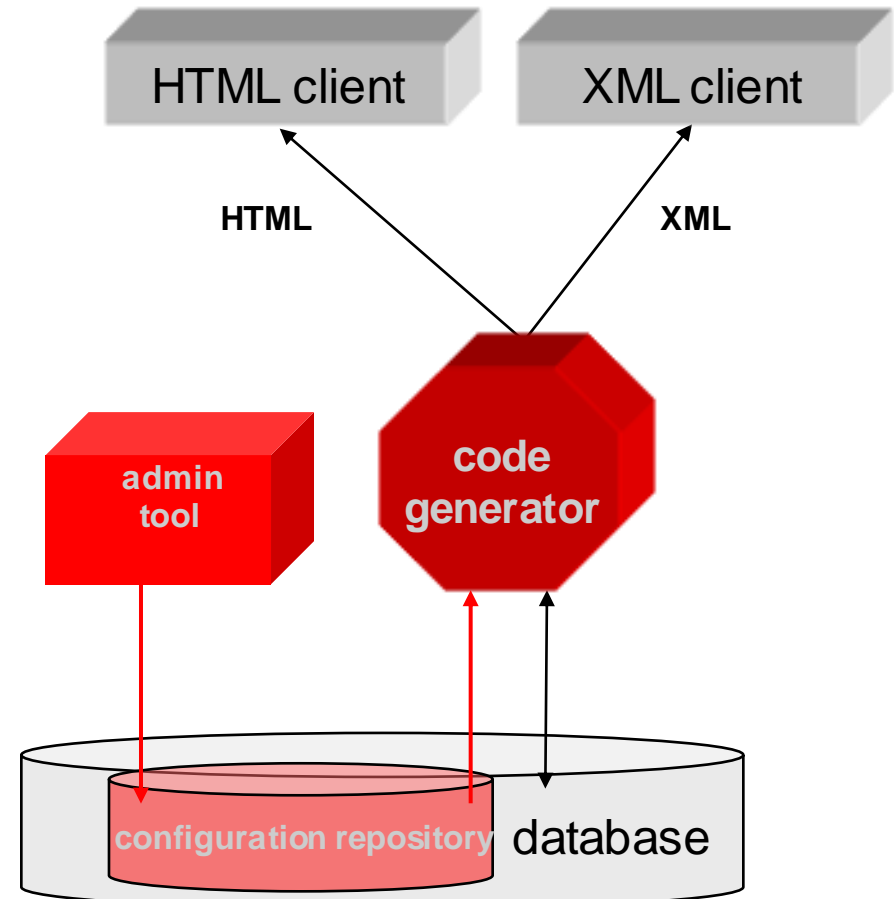 HTML client
XML client
HTML
XML
code
generator
admin
tool
configuration repository
database